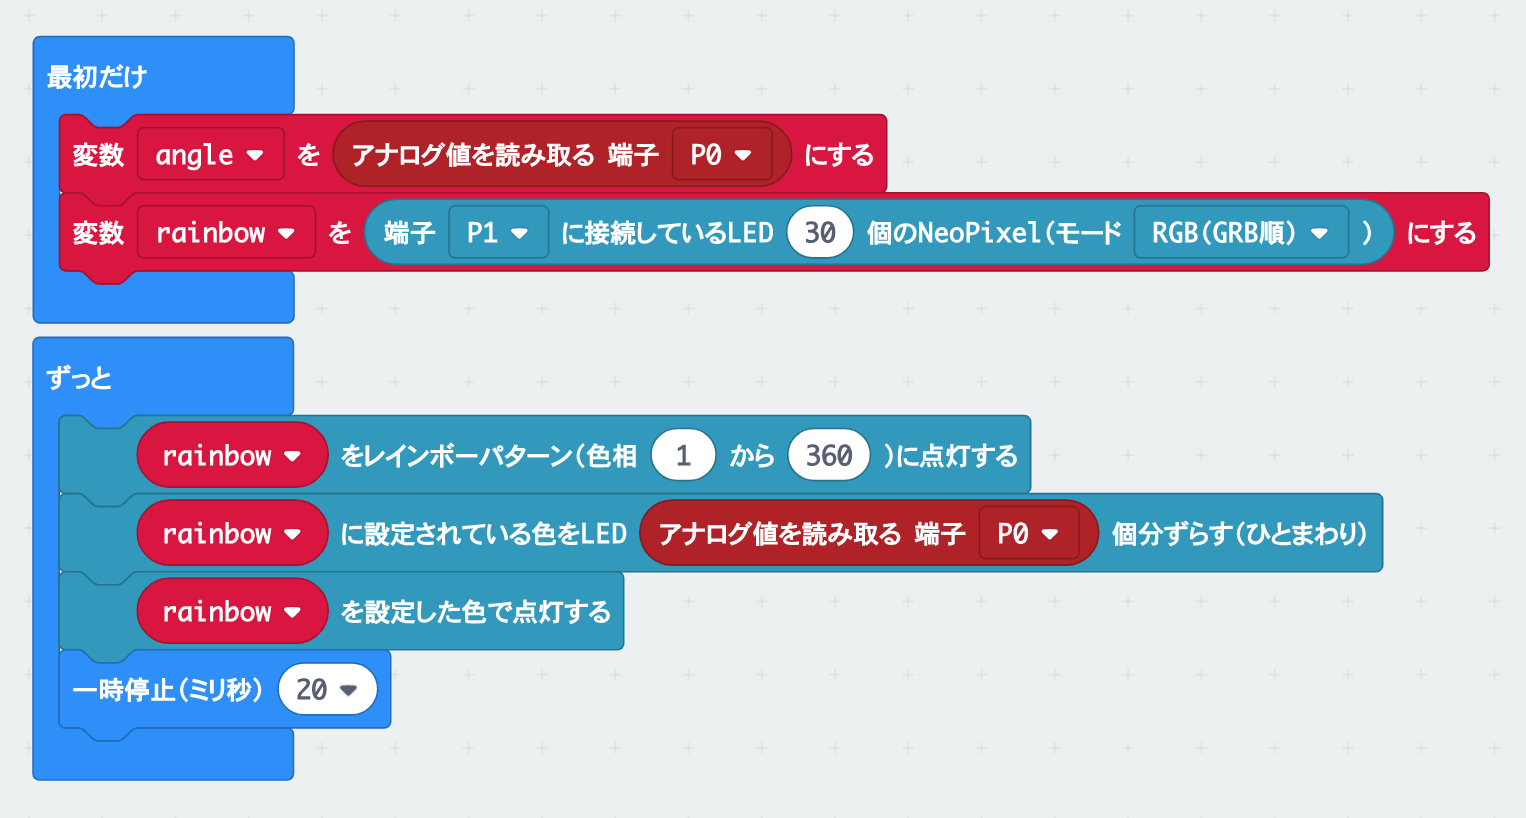 最初だけ
変数 angle を アナログ値を読み取る 端子 P0 にする
変数 rainbow を 端子 P1 に接続しているLED 30 個のNeoPixel(モード RGB(GRB順) ) にする
ずっと
rainbow をレインボーパターン(色相 1 から 360 )に点灯する
rainbow に設定されている色をLED アナログ値を読み取る 端子 P0 個分ずらす(ひとまわり)
rainbow を設定した色で点灯する
一時停止(ミリ秒) 20